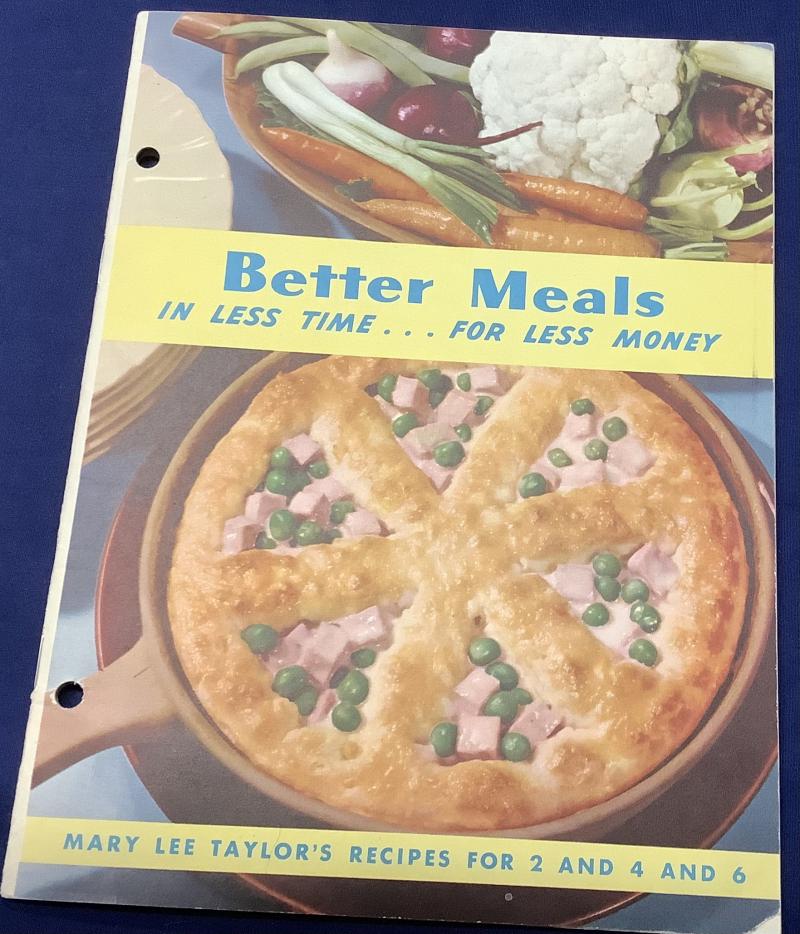 Better Meals
IN LESS TIME... FOR LESS MONEY
MARY LEE TAYLOR'S RECIPES FOR 2 AND 4 AND 6